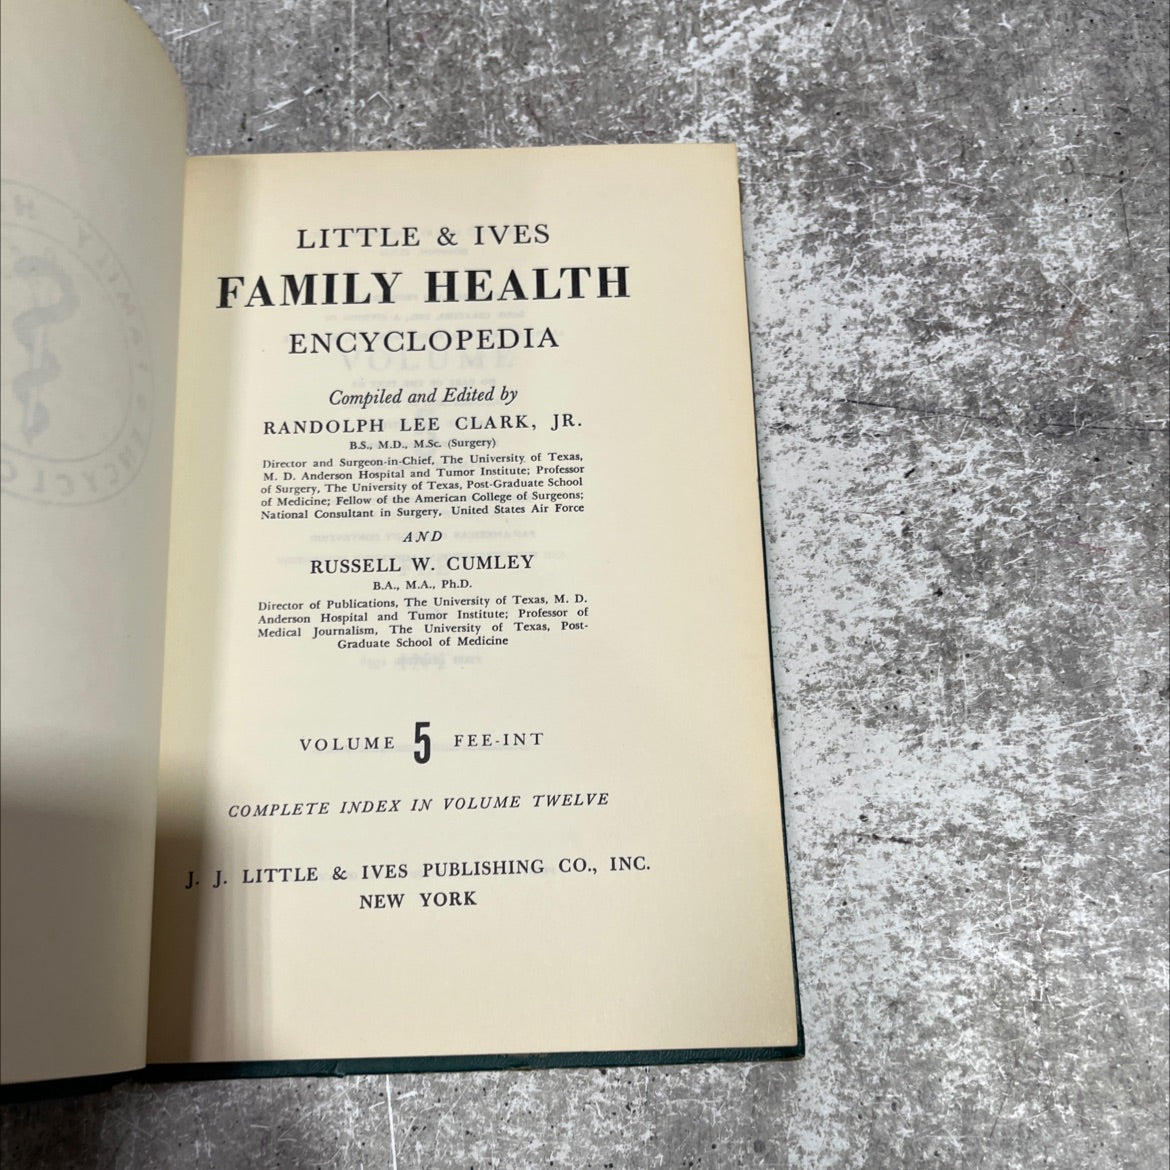 LITTLE & IVES
FAMILY HEALTH
ENCYCLOPEDIA
Compiled and Edited by
RANDOLPH LEE CLARK, JR.
B.S., M.D., M.Sc. (Surgery)
Director and Surgeon-in-Chief, The University of Texas,
M. D. Anderson Hospital and Tumor Institute; Professor
of Surgery, The University of Texas, Post-Graduate School
of Medicine; Fellow of the American College of Surgeons;
National Consultant in Surgery, United States Air Force
AND
RUSSELL W. CUMLEY
B.A., M.A., Ph.D.
Director of Publications, The University of Texas, M. D.
Anderson Hospital and Tumor Institute; Professor of
Medical Journalism, The University of Texas, Post-
Graduate School of Medicine
VOLUME 5 FEE-INT
COMPLETE INDEX IN VOLUME TWELVE
J. J. LITTLE & IVES PUBLISHING CO., INC.
NEW YORK